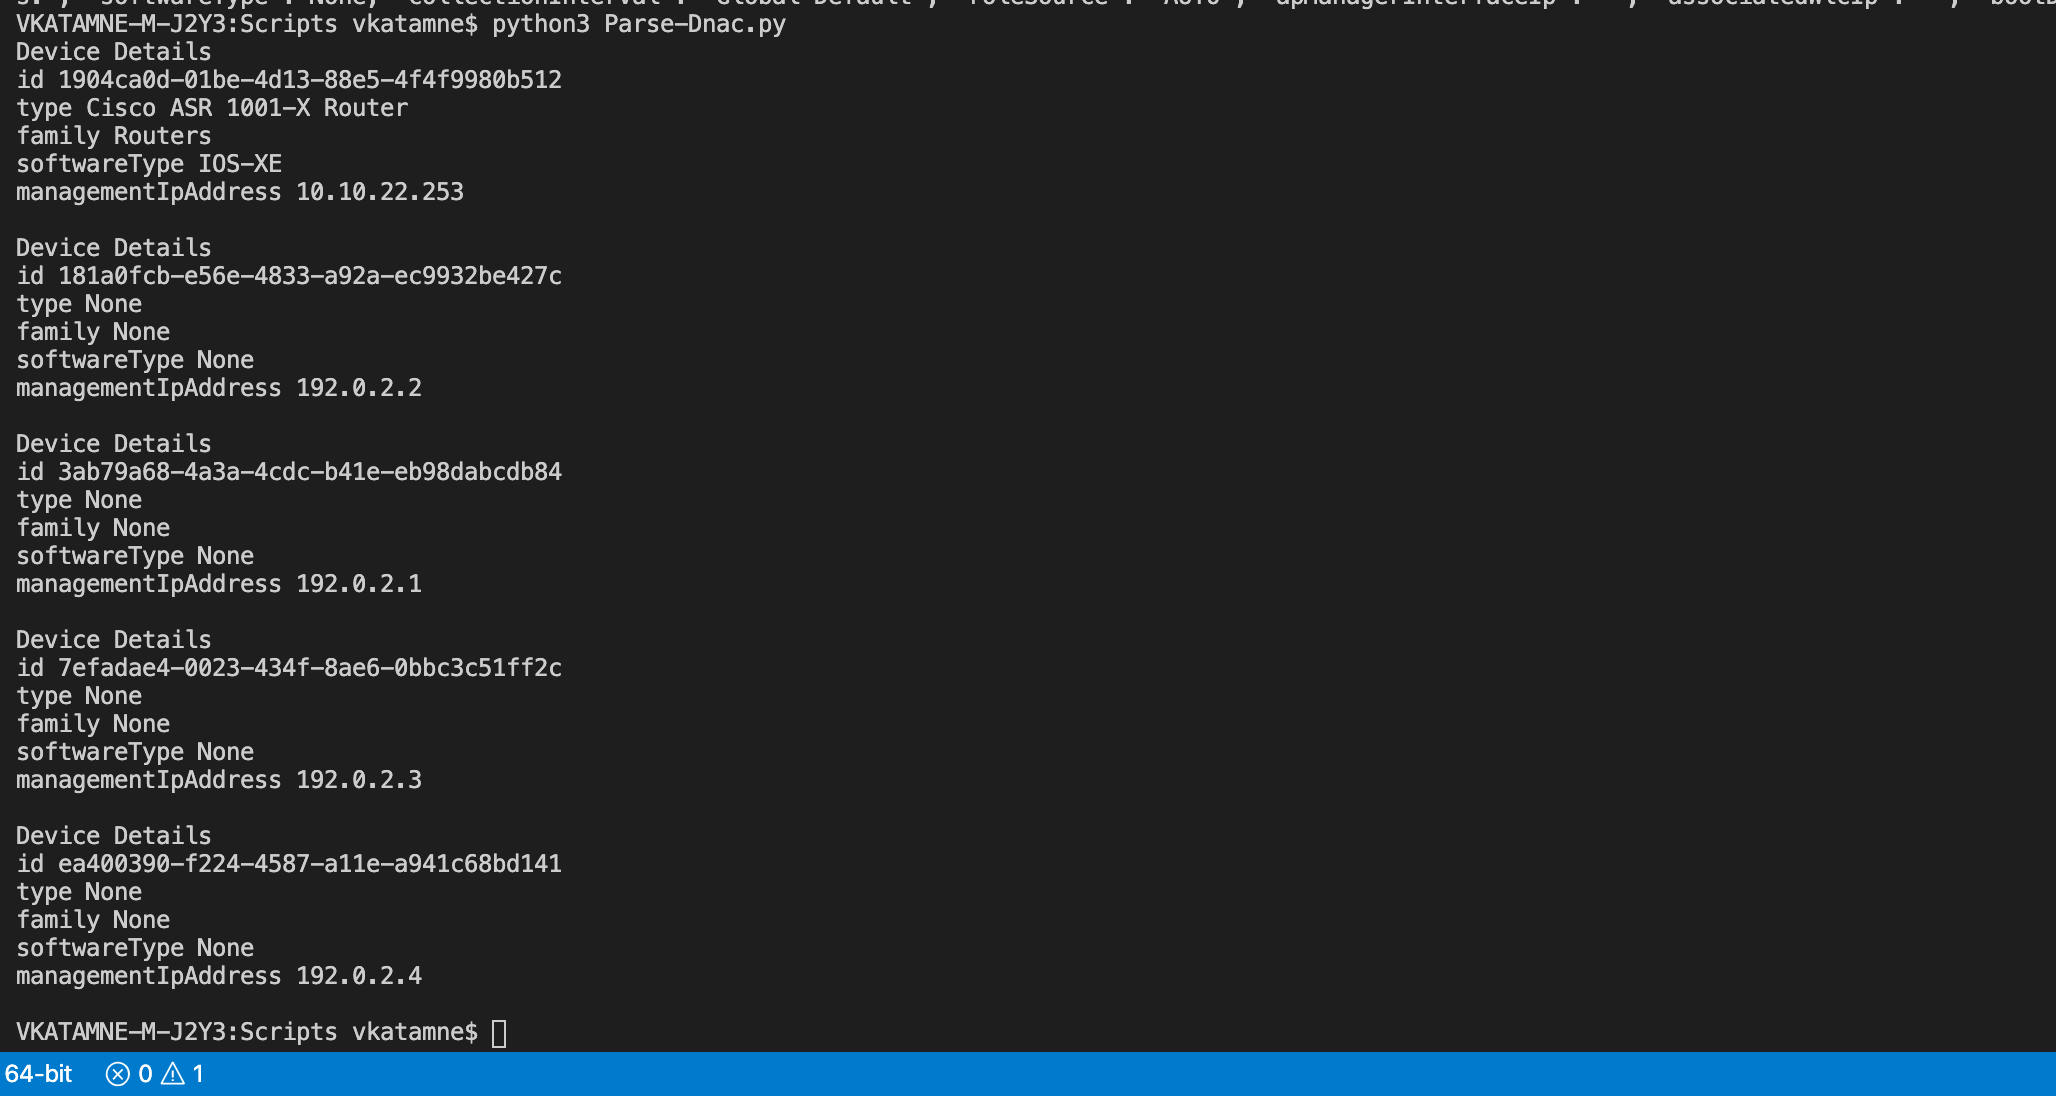 VKATAMNE-M-J2Y3:Scripts vkatamne$ python3 Parse-Dnac.py
Device Details
id 1904ca0d-01be-4d13-88e5-4f4f9980b512
type Cisco ASR 1001-X Router
family Routers
softwareType IOS-XE
managementIpAddress 10.10.22.253
Device Details
id 181a0fcb-e56e-4833-a92a-ec9932be427c
type None
family None
softwareType None
managementIpAddress 192.0.2.2
Device Details
id 3ab79a68-4a3a-4cdc-b41e-eb98dabcdb84
type None
family None
softwareType None
managementIpAddress 192.0.2.1
Device Details
id 7efadae4-0023-434f-8ae6-0bbc3c51ff2c
type None
family None
softwareType None
managementIpAddress 192.0.2.3
Device Details
id ea400390-f224-4587-a11e-a941c68bd141
type None
family None
softwareType None
managementIpAddress 192.0.2.4
VKATAMNE-M-J2Y3:Scripts vkatamne$
64-bit 0 1